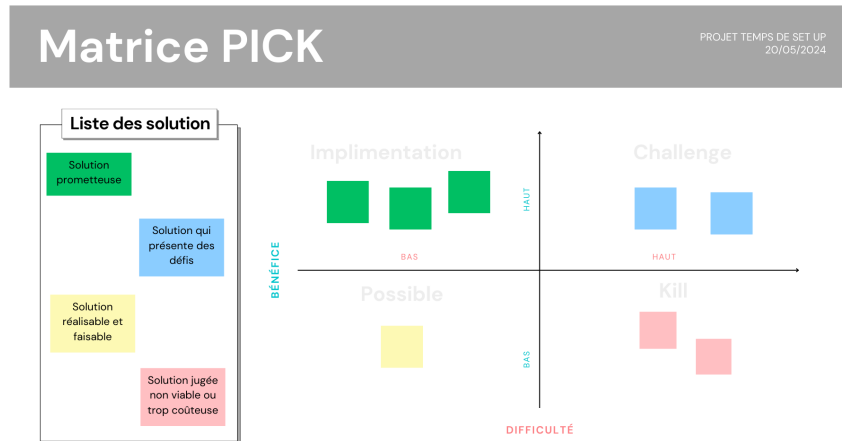 Matrice PICK
PROJET TEMPS DE SET UP
20/05/2024
Liste des solution
Solution
prometteuse
Solution qui
présente des
défis
Solution
réalisable et
faisable
Solution jugée
non viable ou
trop coûteuse
Implimentation
Challenge
HAUT
BAS
HAUT
BÉNÉFICE
Possible
Kill
BAS
DIFFICULTÉ